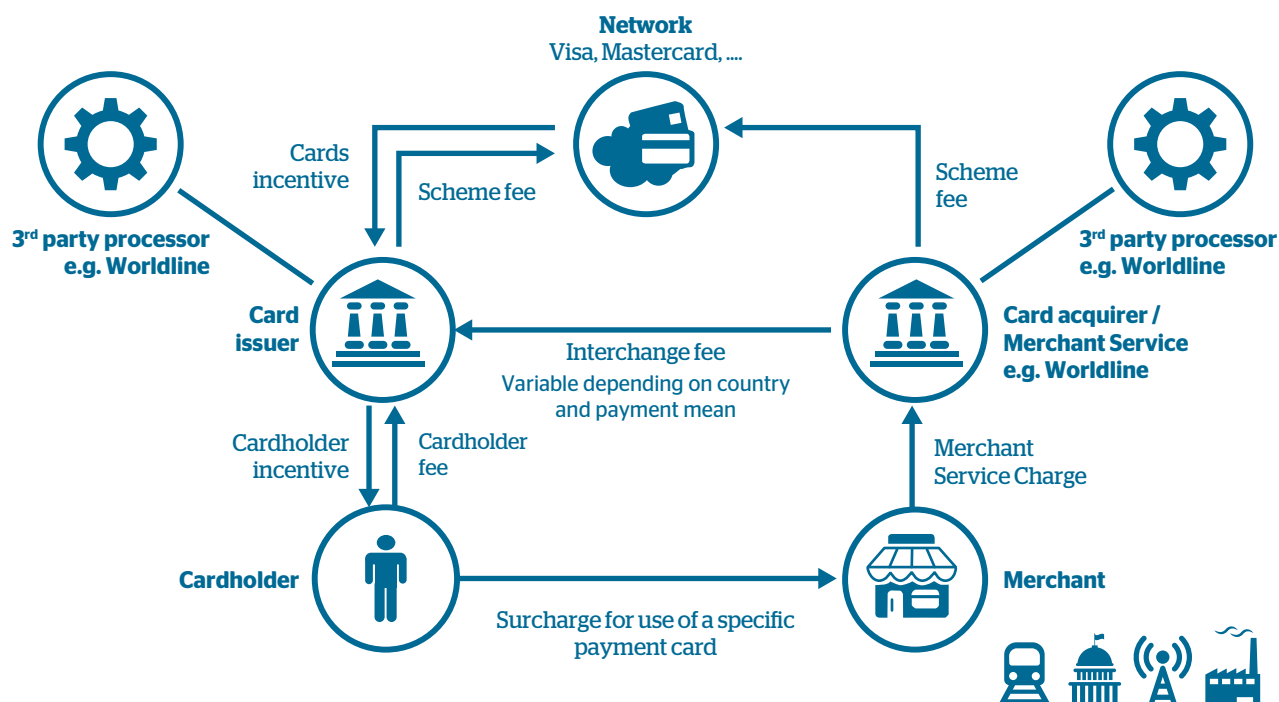 Network
Visa, Mastercard, ....
Cards
incentive
Scheme fee
Scheme
fee
3rd party processor
e.g. Worldline
3rd party processor
e.g. Worldline
Card
issuer
Interchange fee
Variable depending on country
and payment mean
Card acquirer /
Merchant Service
e.g. Worldline
Cardholder
incentive
Cardholder
fee
Merchant
Service Charge
Cardholder
Surcharge for use of a specific
payment card
Merchant